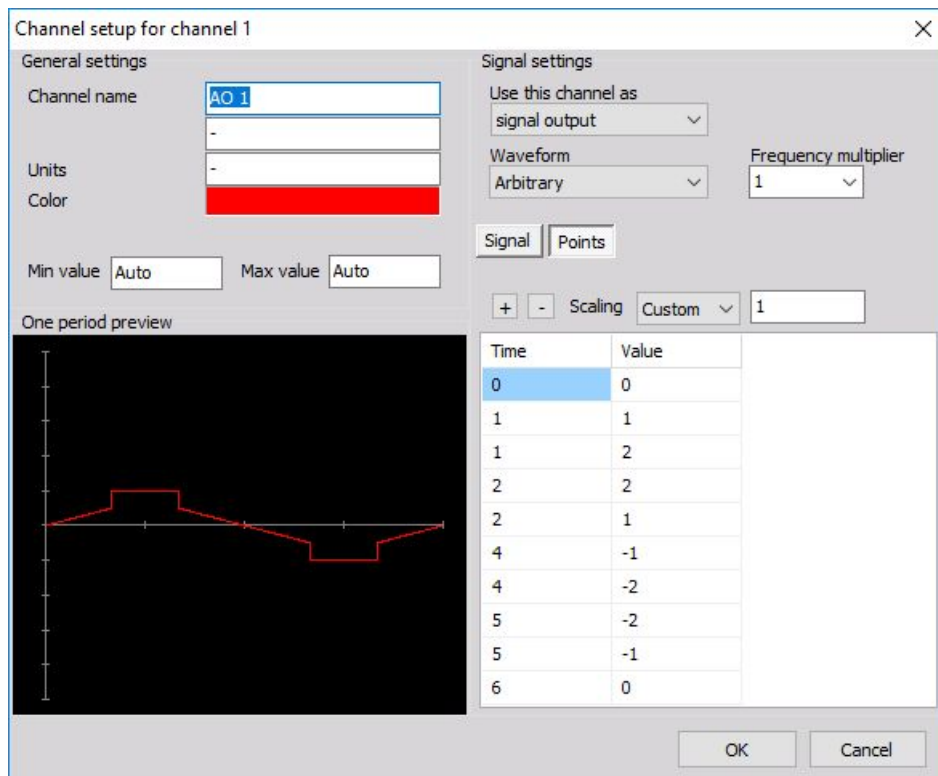 Channel setup for channel 1
General settings
Channel name
AO 1
-
Units
-
Color
Min value
Auto
Max value
Auto
One period preview
Signal settings
Use this channel as
signal output
Waveform
Frequency multiplier
Arbitrary
1
Signal
Points
+ - Scaling Custom 1
Time Value
0 0
1 1
1 2
2 2
2 1
4 -1
4 -2
5 -2
5 -1
6 0
OK
Cancel